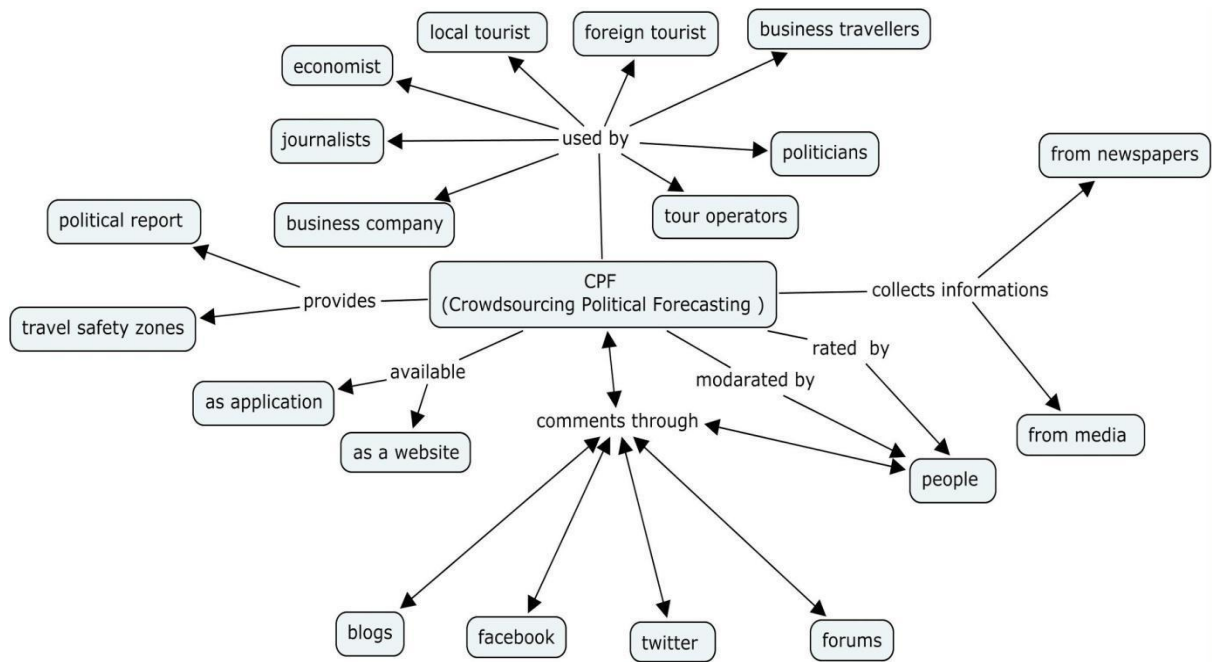 local tourist
foreign tourist
business travellers
economist
journalists
used by
politicians
from newspapers
political report
business company
tour operators
CPF
(Crowdsourcing Political Forecasting )
provides
collects informations
travel safety zones
rated by
available
modarated by
as application
comments through
from media
as a website
people
blogs
facebook
twitter
forums